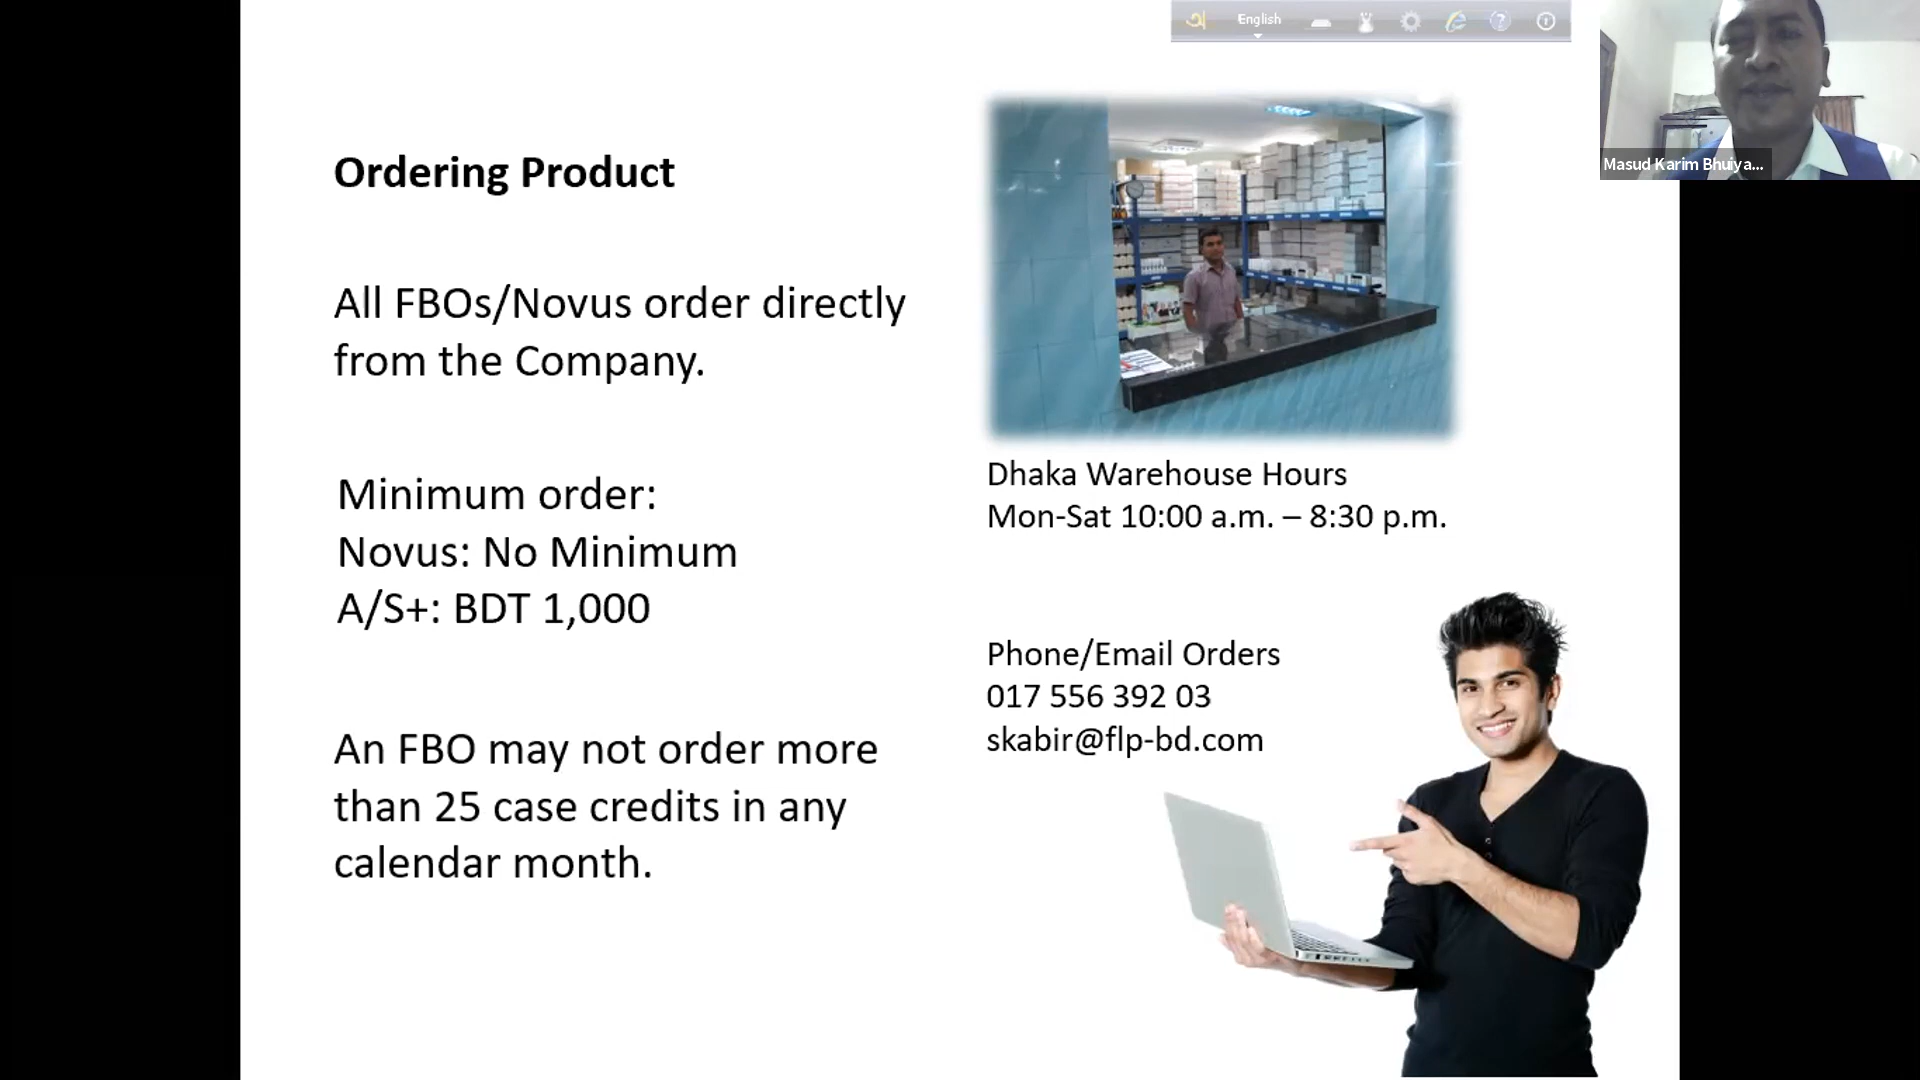 অ
English
Masud Karim Bhuiya...
Ordering Product
All FBOs/Novus order directly
from the Company.
Minimum order:
Novus: No Minimum
A/S+: BDT 1,000
An FBO may not order more
than 25 case credits in any
calendar month.
Dhaka Warehouse Hours
Mon-Sat 10:00 a.m. – 8:30 p.m.
Phone/Email Orders
017 556 392 03
skabir@flp-bd.com